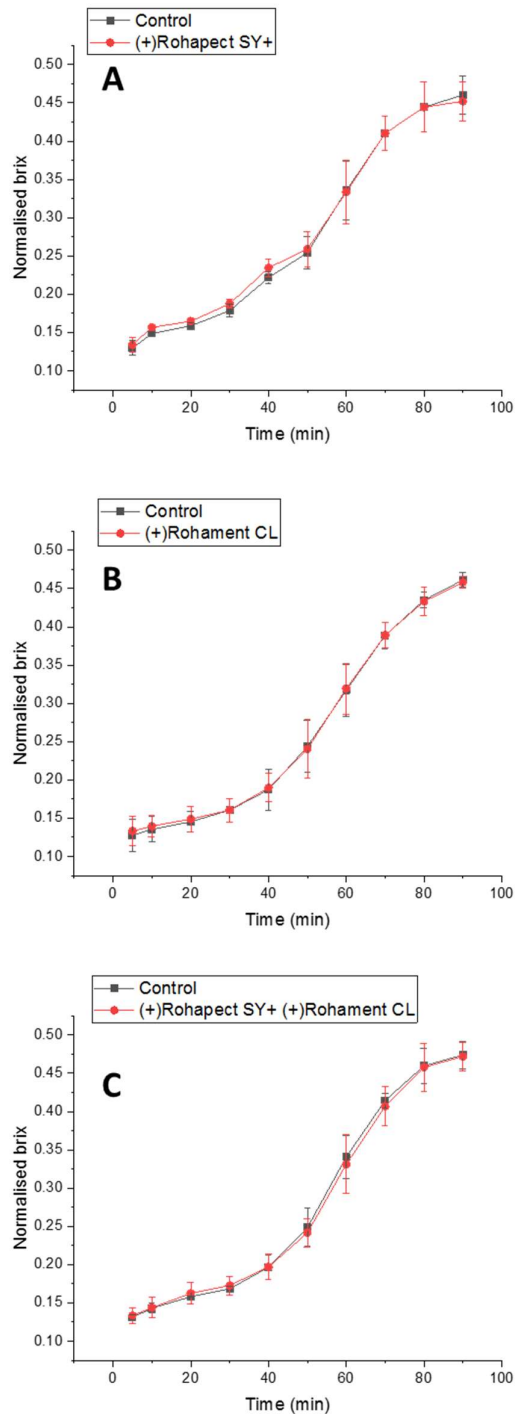 Control
(+)Rohapect SY+
A
0.50
0.45
0.40
0.35
0.30
0.25
0.20
0.15
0.10
Normalised brix
0 20 40 60 80 100
Time (min)
Control
(+)Rohament CL
B
0.50
0.45
0.40
0.35
0.30
0.25
0.20
0.15
0.10
Normalised brix
0 20 40 60 80 100
Time (min)
Control
(+)Rohapect SY+ (+)Rohament CL
C
0.50
0.45
0.40
0.35
0.30
0.25
0.20
0.15
0.10
Normalised brix
0 20 40 60 80 100
Time (min)